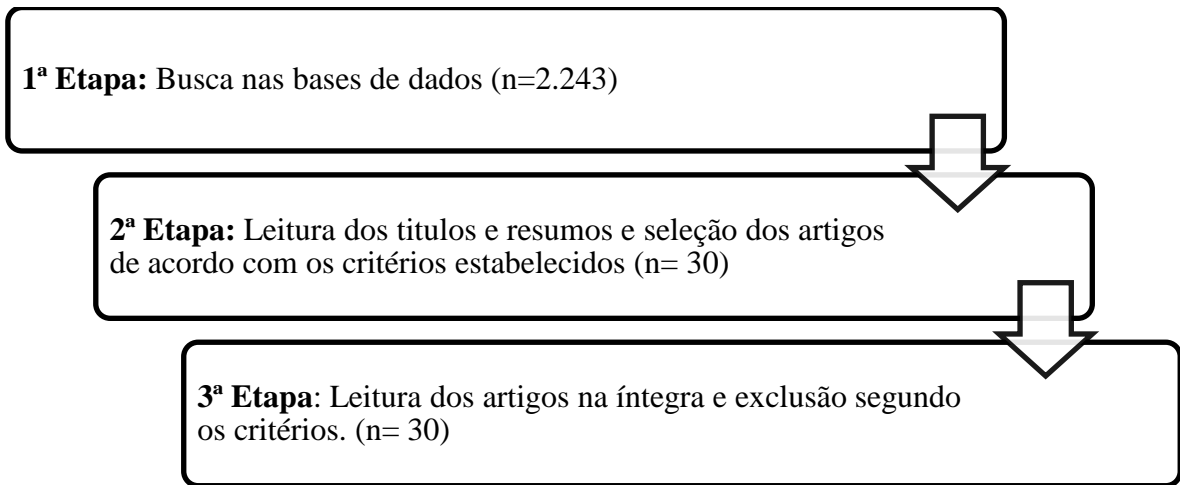 1ª Etapa: Busca nas bases de dados (n=2.243)
2ª Etapa: Leitura dos titulos e resumos e seleção dos artigos
de acordo com os critérios estabelecidos (n= 30)
3ª Etapa: Leitura dos artigos na íntegra e exclusão segundo
os critérios. (n= 30)